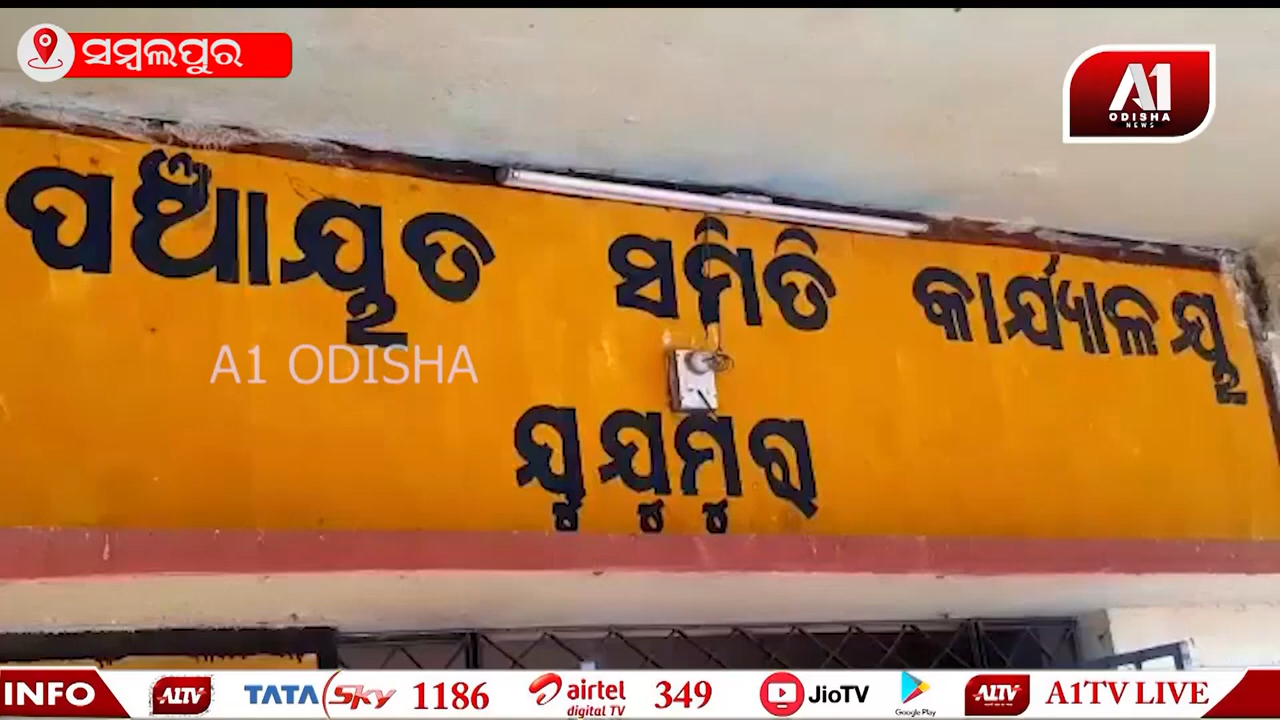 ସମ୍ବଲପୁର
A1
ODISHA
NEWS
ପଞ୍ଚାୟତ ସମିତି କାର୍ଯ୍ୟାଳୟ
A1 ODISHA
ଯୁଯୁମୁରା
INFO A1TV TATA Sky 1186 airtel digital TV 349 JioTV Google Play A1TV A1TV LIVE